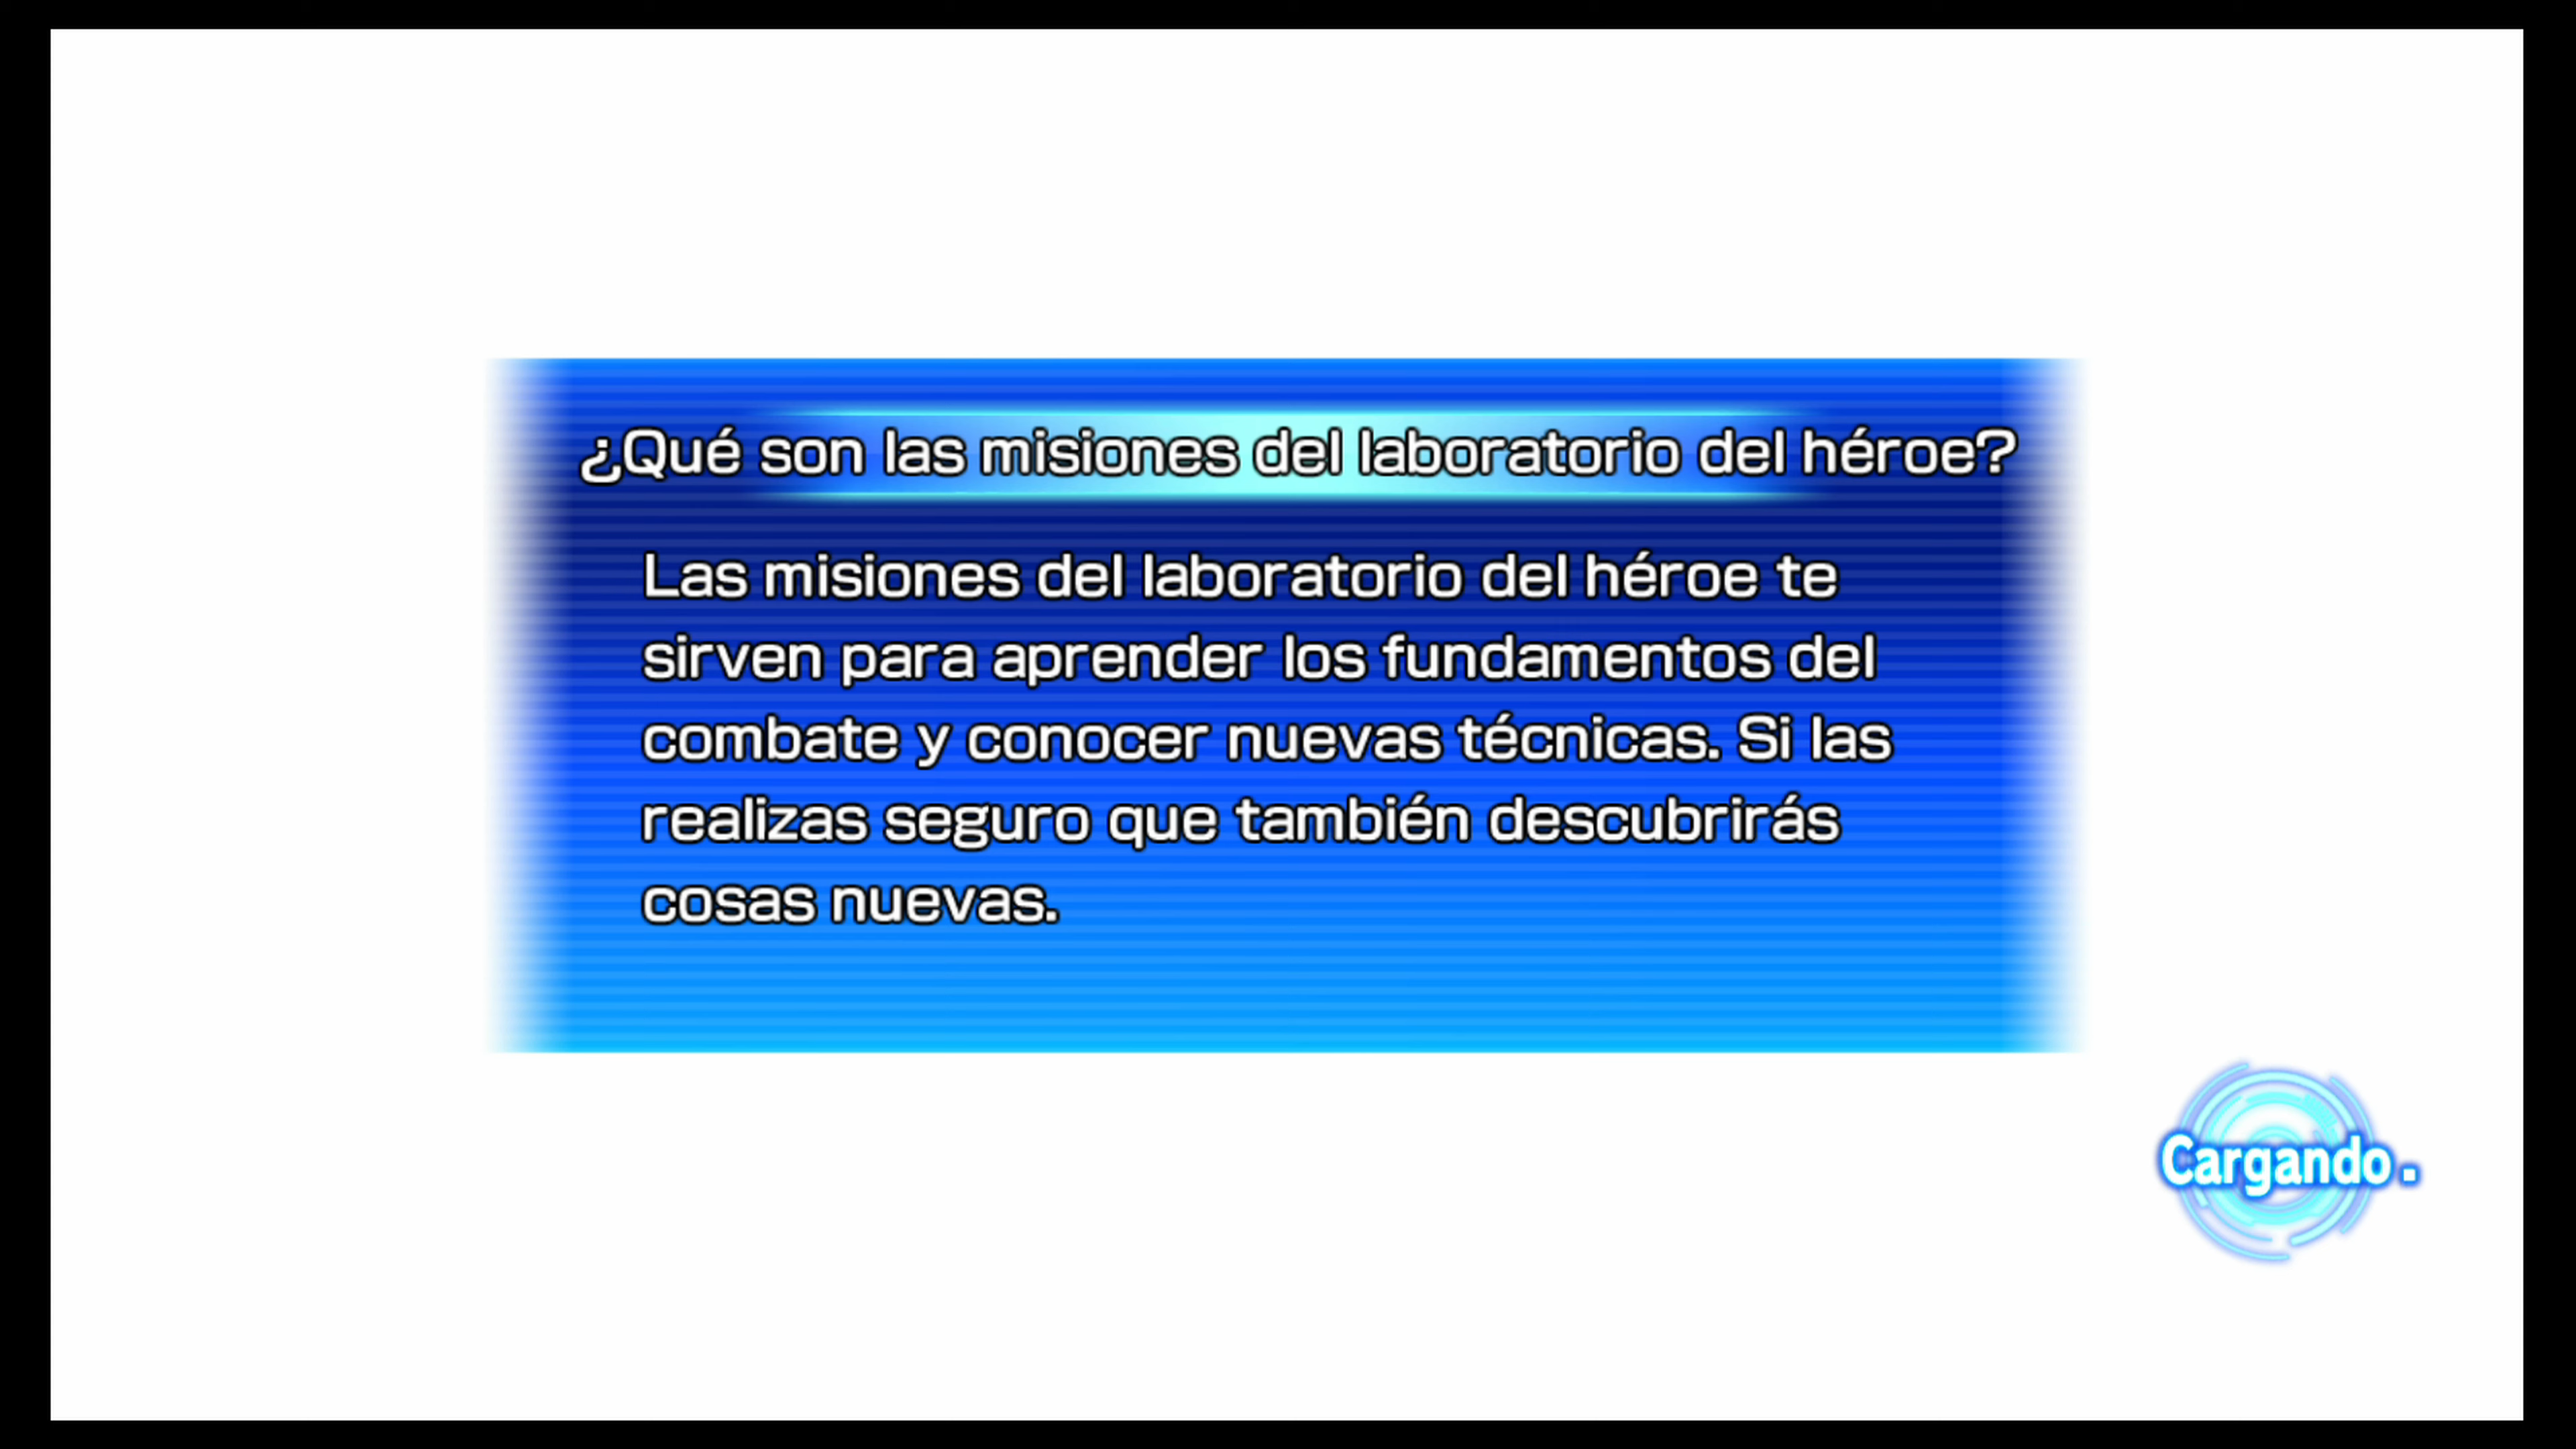 ¿Qué son las misiones del laboratorio del héroe?
Las misiones del laboratorio del héroe te
sirven para aprender los fundamentos del
combate y conocer nuevas técnicas. Si las
realizas seguro que también descubrirás
cosas nuevas.
Cargando.